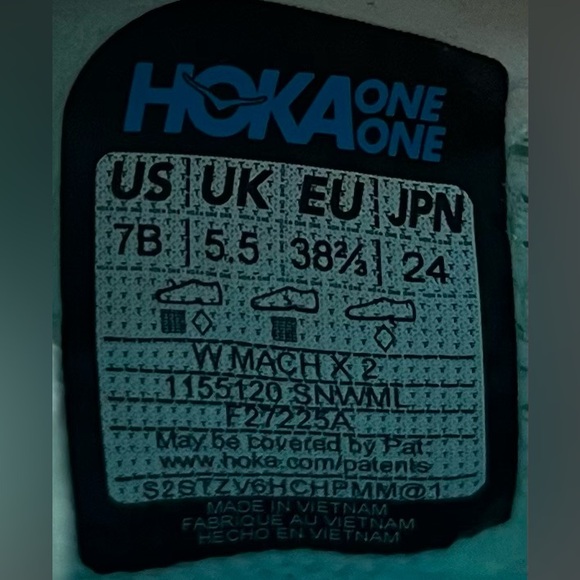 HOKA ONE ONE
US | UK | EU | JPN
7B | 5.5 | 38⅔ | 24
W MACH X 2
1155120 SNWML
F27225A
May be covered by Pat.
www.hoka.com/patents
S2STZV6HCHPMM@1
MADE IN VIETNAM
FABRIQUE AU VIETNAM
HECHO EN VIETNAM